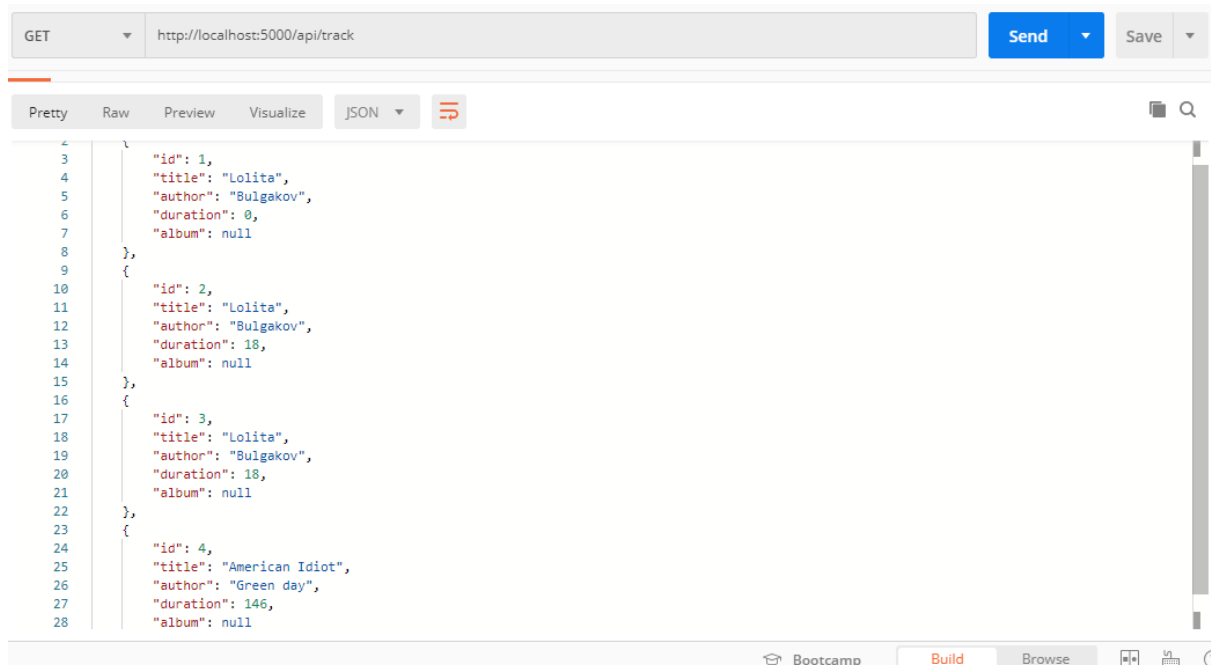 GET http://localhost:5000/api/track Send Save
Pretty Raw Preview Visualize JSON
2 {
3 "id": 1,
4 "title": "Lolita",
5 "author": "Bulgakov",
6 "duration": 0,
7 "album": null
8 },
9 {
10 "id": 2,
11 "title": "Lolita",
12 "author": "Bulgakov",
13 "duration": 18,
14 "album": null
15 },
16 {
17 "id": 3,
18 "title": "Lolita",
19 "author": "Bulgakov",
20 "duration": 18,
21 "album": null
22 },
23 {
24 "id": 4,
25 "title": "American Idiot",
26 "author": "Green day",
27 "duration": 146,
28 "album": null
Bootcamp Build Browse